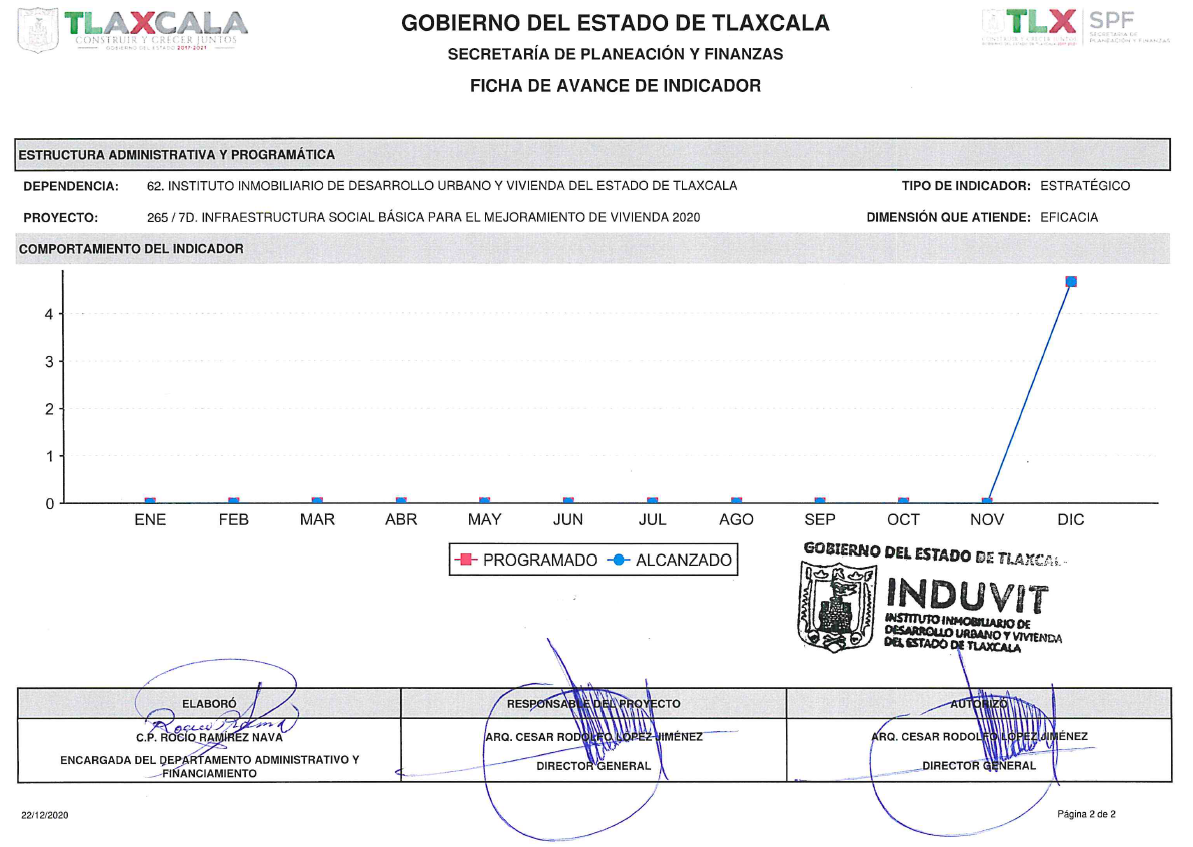 TLAXCALA
CONSTRUIR Y CRECER JUNTOS
GOBIERNO DEL ESTADO 2017-2021
GOBIERNO DEL ESTADO DE TLAXCALA
SECRETARÍA DE PLANEACIÓN Y FINANZAS
FICHA DE AVANCE DE INDICADOR
TLX
CONSTRUIR Y CRECER JUNTOS
SPF
SECRETARÍA DE
PLANEACIÓN Y FINANZAS
ESTRUCTURA ADMINISTRATIVA Y PROGRAMÁTICA
DEPENDENCIA: 62. INSTITUTO INMOBILIARIO DE DESARROLLO URBANO Y VIVIENDA DEL ESTADO DE TLAXCALA TIPO DE INDICADOR: ESTRATÉGICO
PROYECTO: 265 / 7D. INFRAESTRUCTURA SOCIAL BÁSICA PARA EL MEJORAMIENTO DE VIVIENDA 2020 DIMENSIÓN QUE ATIENDE: EFICACIA
COMPORTAMIENTO DEL INDICADOR
4
3
2
1
0
ENE FEB MAR ABR MAY JUN JUL AGO SEP OCT NOV DIC
PROGRAMADO ALCANZADO
GOBIERNO DEL ESTADO DE TLAXCAL
INDUVIT
INSTITUTO INMOBILIARIO DE
DESARROLLO URBANO Y VIVIENDA
DEL ESTADO DE TLAXCALA
ELABORÓ RESPONSABLE DEL PROYECTO AUTORIZÓ
C.P. ROCÍO RAMÍREZ NAVA ARQ. CESAR RODOLFO LÓPEZ JIMÉNEZ ARQ. CESAR RODOLFO LÓPEZ JIMÉNEZ
ENCARGADA DEL DEPARTAMENTO ADMINISTRATIVO Y
FINANCIAMIENTO
DIRECTOR GENERAL DIRECTOR GENERAL
22/12/2020 Página 2 de 2